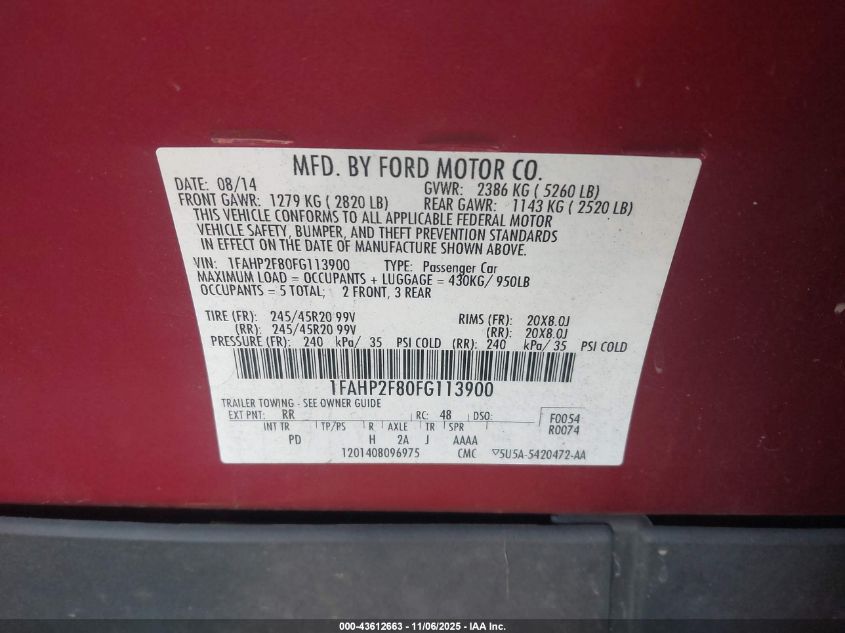 MFD. BY FORD MOTOR CO.
DATE: 08/14 GVWR: 2386 KG ( 5260 LB)
FRONT GAWR: 1279 KG ( 2820 LB) REAR GAWR: 1143 KG ( 2520 LB)
THIS VEHICLE CONFORMS TO ALL APPLICABLE FEDERAL MOTOR
VEHICLE SAFETY, BUMPER, AND THEFT PREVENTION STANDARDS
IN EFFECT ON THE DATE OF MANUFACTURE SHOWN ABOVE.
VIN: 1FAHP2F80FG113900 TYPE: Passenger Car
MAXIMUM LOAD = OCCUPANTS + LUGGAGE = 430KG/ 950LB
OCCUPANTS = 5 TOTAL; 2 FRONT, 3 REAR
TIRE (FR): 245/45R20 99V RIMS (FR): 20X8.0J
(RR): 245/45R20 99V (RR): 20X8.0J
PRESSURE (FR): 240 kPa/ 35 PSI COLD (RR): 240 kPa/ 35 PSI COLD
1FAHP2F80FG113900
TRAILER TOWING - SEE OWNER GUIDE
EXT PNT: RR RC: 48 DSO: F0054
INT TR TP/PS R AXLE TR SPR R0074
PD H 2A J AAAA
1201408096975 CMC ▽5U5A-5420472-AA
000-43612663 - 11/06/2025 - IAA Inc.